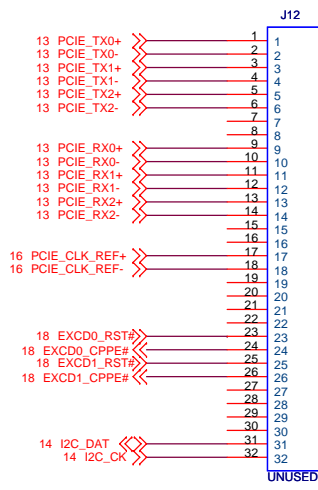 J12
13 PCIE_TX0+ 1 1
13 PCIE_TX0- 2 2
13 PCIE_TX1+ 3 3
13 PCIE_TX1- 4 4
13 PCIE_TX2+ 5 5
13 PCIE_TX2- 6 6
7 7
8 8
13 PCIE_RX0+ 9 9
13 PCIE_RX0- 10 10
13 PCIE_RX1+ 11 11
13 PCIE_RX1- 12 12
13 PCIE_RX2+ 13 13
13 PCIE_RX2- 14 14
15 15
16 16
16 PCIE_CLK_REF+ 17 17
16 PCIE_CLK_REF- 18 18
19 19
20 20
21 21
22 22
18 EXCD0_RST# 23 23
18 EXCD0_CPPE# 24 24
18 EXCD1_RST# 25 25
18 EXCD1_CPPE# 26 26
27 27
28 28
29 29
30 30
14 I2C_DAT 31 31
14 I2C_CK 32 32
UNUSED